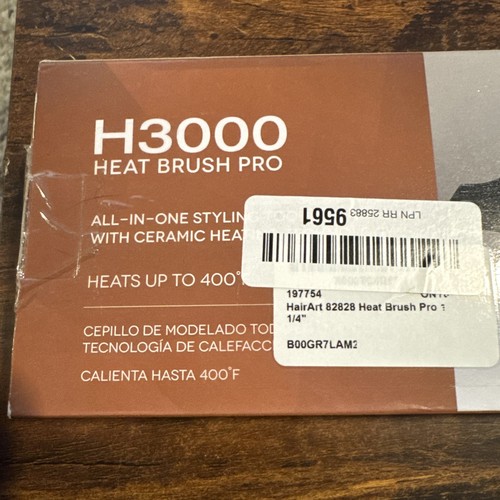 H3000
HEAT BRUSH PRO
ALL-IN-ONE STYLING
WITH CERAMIC HEAT
HEATS UP TO 400°
CEPILLO DE MODELADO TOD
TECNOLOGÍA DE CALEFACC
CALIENTA HASTA 400°F
LPN RR 25883
9561
197754
HairArt 82828 Heat Brush Pro
1/4"
B00GR7LAM2